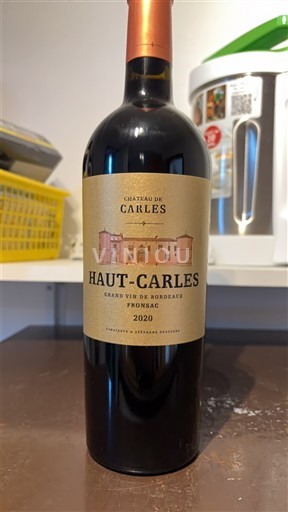 CHATEAU DE
CARLES
viniou
HAUT-CARLES
GRAND VIN DE BORDEAUX
FRONSAC
2020